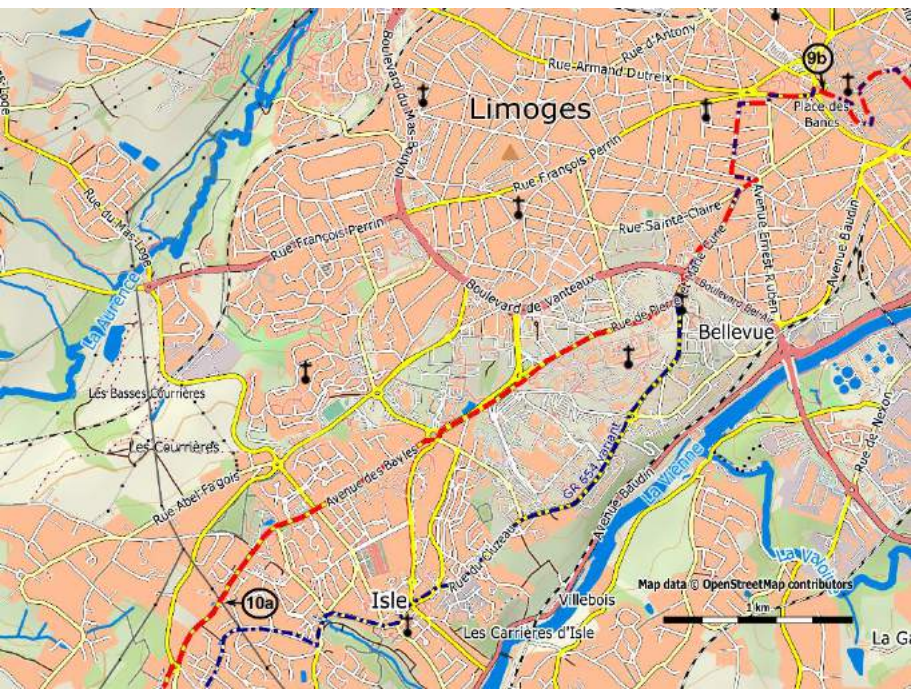 Boulevard du Mas-Bouyol
Rue d'Antony
9b
Rue Armand Dutreix
Limoges
Place des
Bancs
Rue François Perrin
Rue du Mas-Loge
Rue Sainte-Claire
Avenue Ernest Ruben
Avenue Baudin
Rue François Perrin
La Aurence
Boulevard de Vanteaux
Rue de Pierre et Marie Curie
Bellevue
Les Basses Courrières
Les Courrières
Rue de Nexon
Avenue des Bayles
GR 654 variant
La Vienne
Rue Abel Fagois
Avenue Baudin
Rue du Cluzeau
La Valoi
Map data © OpenStreetMap contributors
1 km
10a
Isle
Villebois
Les Carrières d'Isle
La Ga